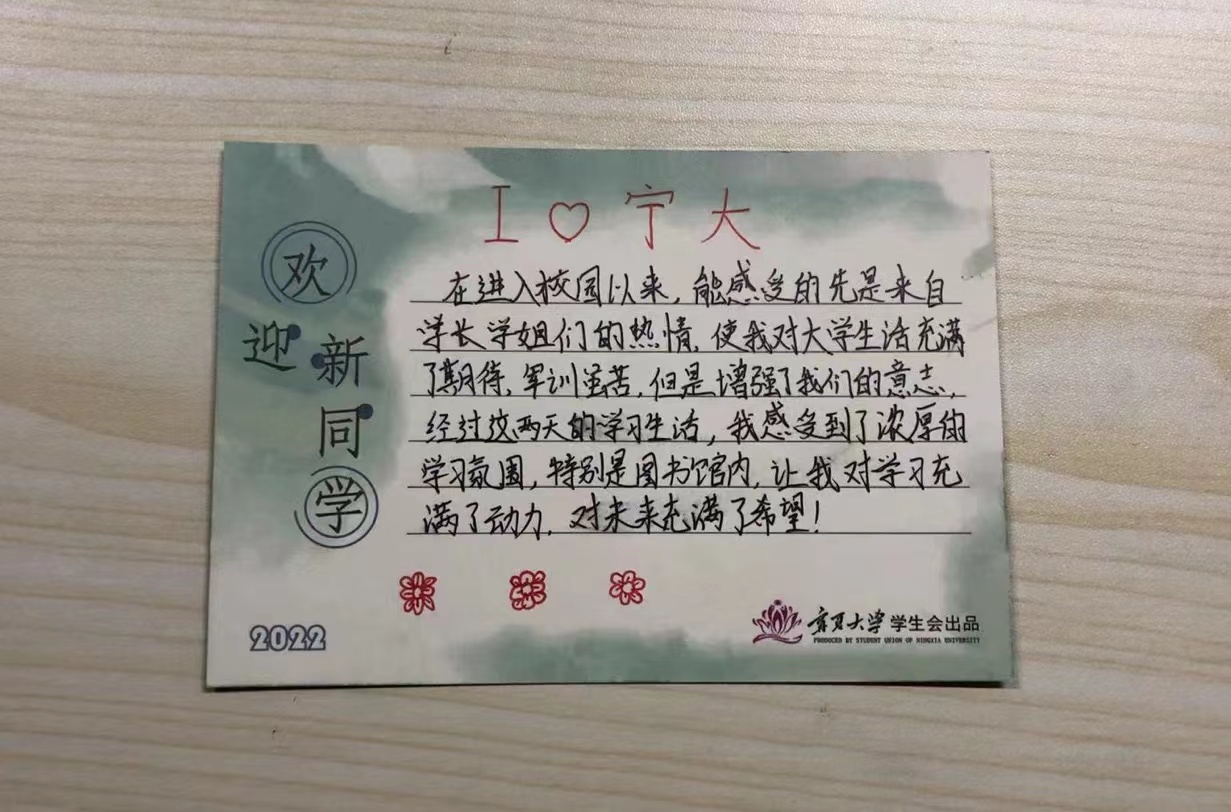 I ♡ 宁大
欢
迎
新
同
学
在进入校园以来，能感受的先是来自
学长学姐们的热情，使我对大学生活充满
了期待，军训虽苦，但是增强了我们的意志，
经过这两天的学习生活，我感受到了浓厚的
学习氛围，特别是图书馆内，让我对学习充
满了动力，对未来充满了希望！
2022
宁夏大学 学生会出品
PRODUCED BY STUDENT UNION OF NINGXIA UNIVERSITY